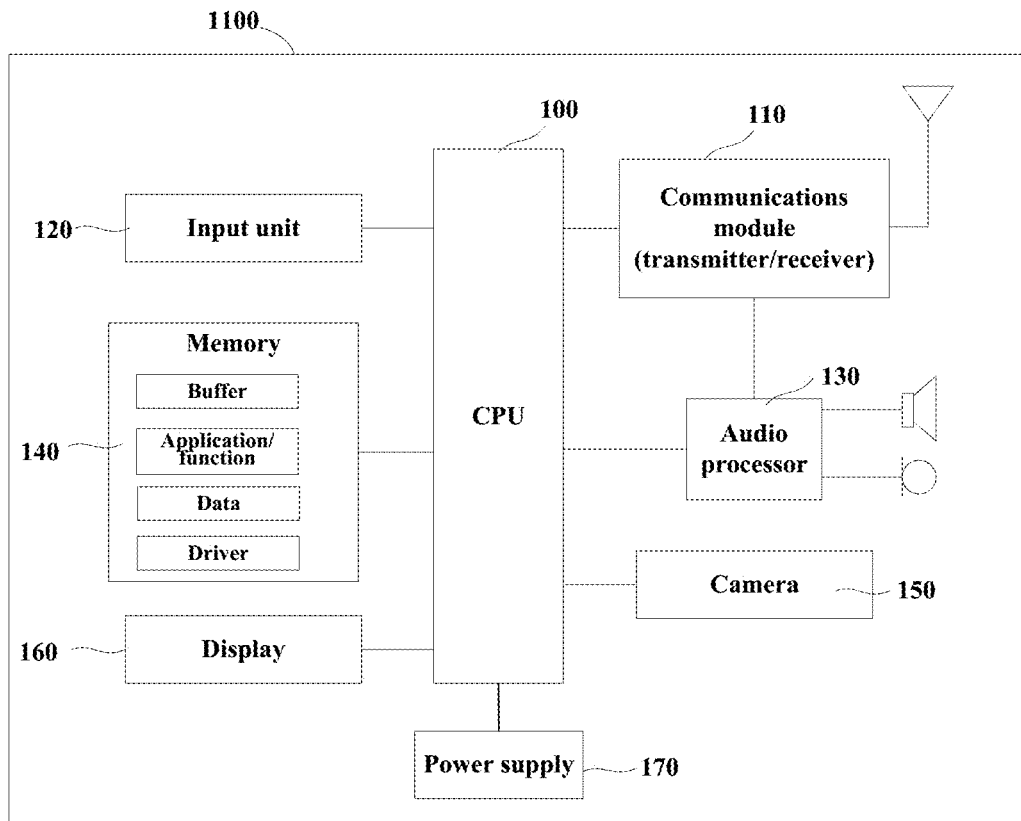 1100
100
110
Communications
module
(transmitter/receiver)
120
Input unit
Memory
Buffer
Application/
function
Data
Driver
140
CPU
130
Audio
processor
Camera
150
160
Display
Power supply
170